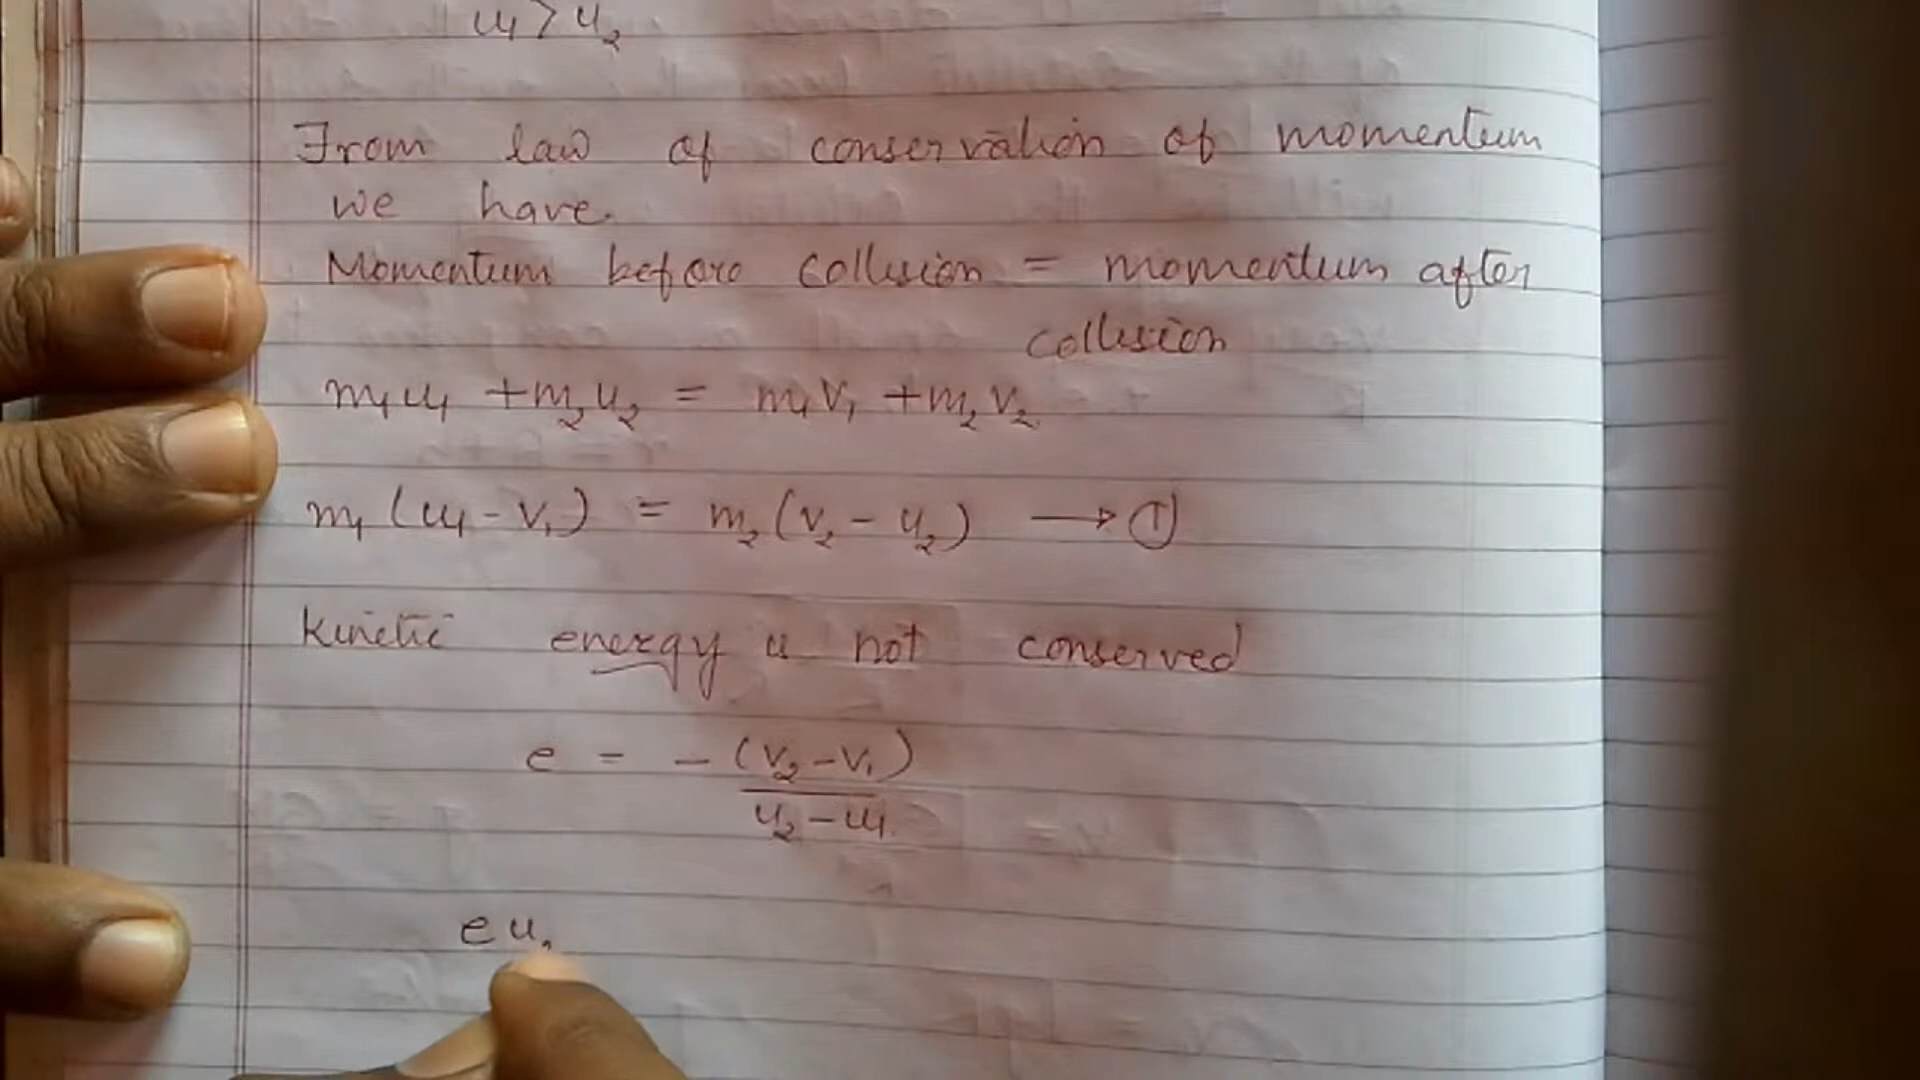 u₁ > u₂
From law of conservation of momentum
we have.
Momentum before collision = momentum after
collision
m₁u₁ + m₂u₂ = m₁v₁ + m₂v₂
m₁(u₁ - v₁) = m₂(v₂ - u₂) → ①
Kinetic energy is not conserved
e = -(v₂ - v₁)
u₂ - u₁
e u